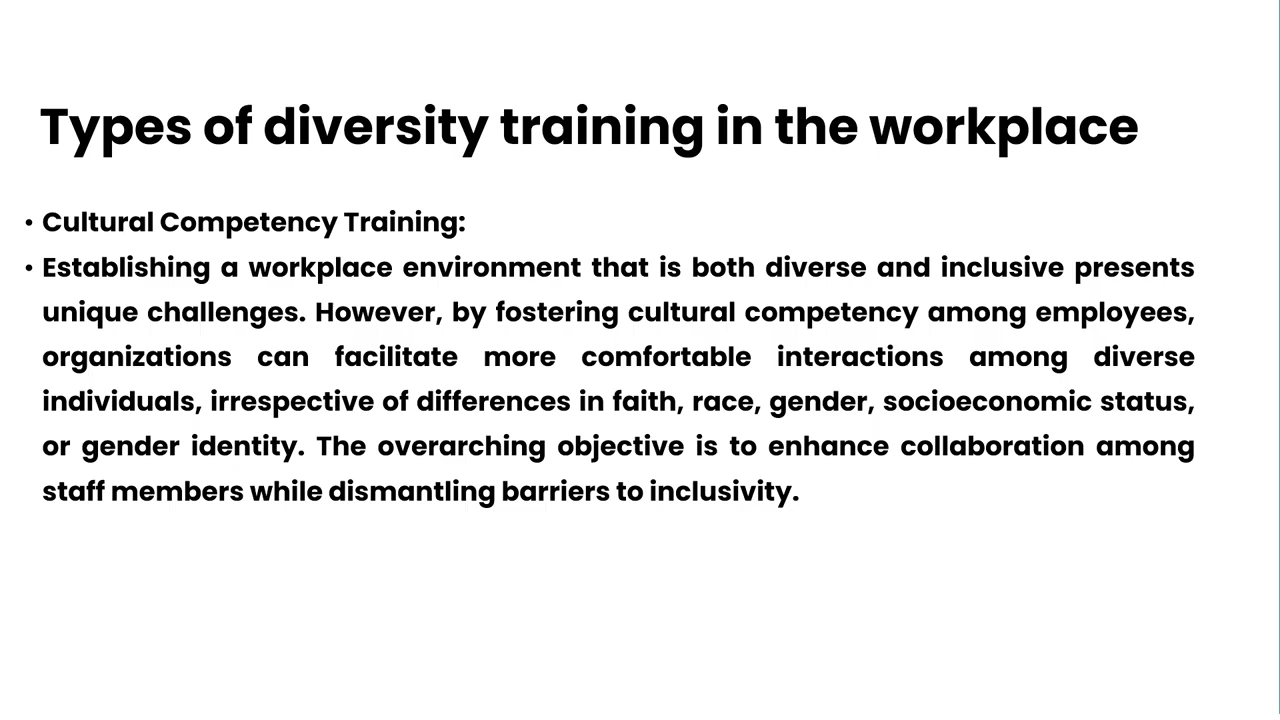 Types of diversity training in the workplace
• Cultural Competency Training:
• Establishing a workplace environment that is both diverse and inclusive presents
unique challenges. However, by fostering cultural competency among employees,
organizations can facilitate more comfortable interactions among diverse
individuals, irrespective of differences in faith, race, gender, socioeconomic status,
or gender identity. The overarching objective is to enhance collaboration among
staff members while dismantling barriers to inclusivity.